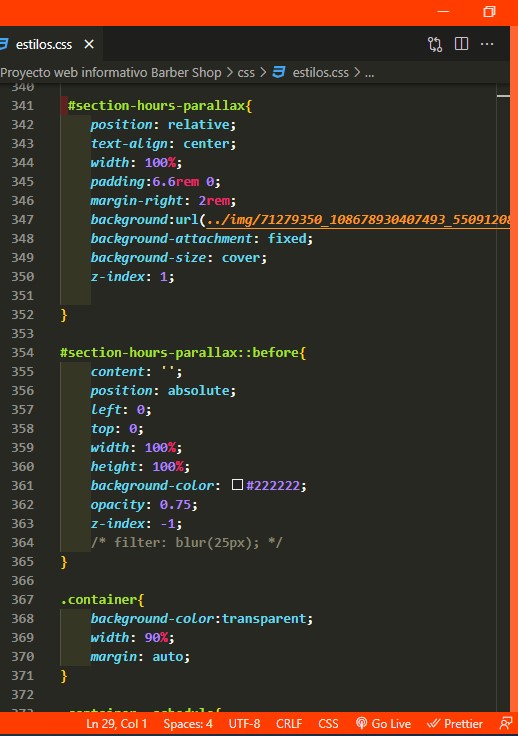 estilos.css
Proyecto web informativo Barber Shop > css > estilos.css > ...
340
341 #section-hours-parallax{
342 position: relative;
343 text-align: center;
344 width: 100%;
345 padding:6.6rem 0;
346 margin-right: 2rem;
347 background:url(../img/71279350_108678930407493_55091208
348 background-attachment: fixed;
349 background-size: cover;
350 z-index: 1;
351
352 }
353
354 #section-hours-parallax::before{
355 content: '';
356 position: absolute;
357 left: 0;
358 top: 0;
359 width: 100%;
360 height: 100%;
361 background-color: #222222;
362 opacity: 0.75;
363 z-index: -1;
364 /* filter: blur(25px); */
365 }
366
367 .container{
368 background-color:transparent;
369 width: 90%;
370 margin: auto;
371 }
372
Ln 29, Col 1 Spaces: 4 UTF-8 CRLF CSS Go Live Prettier